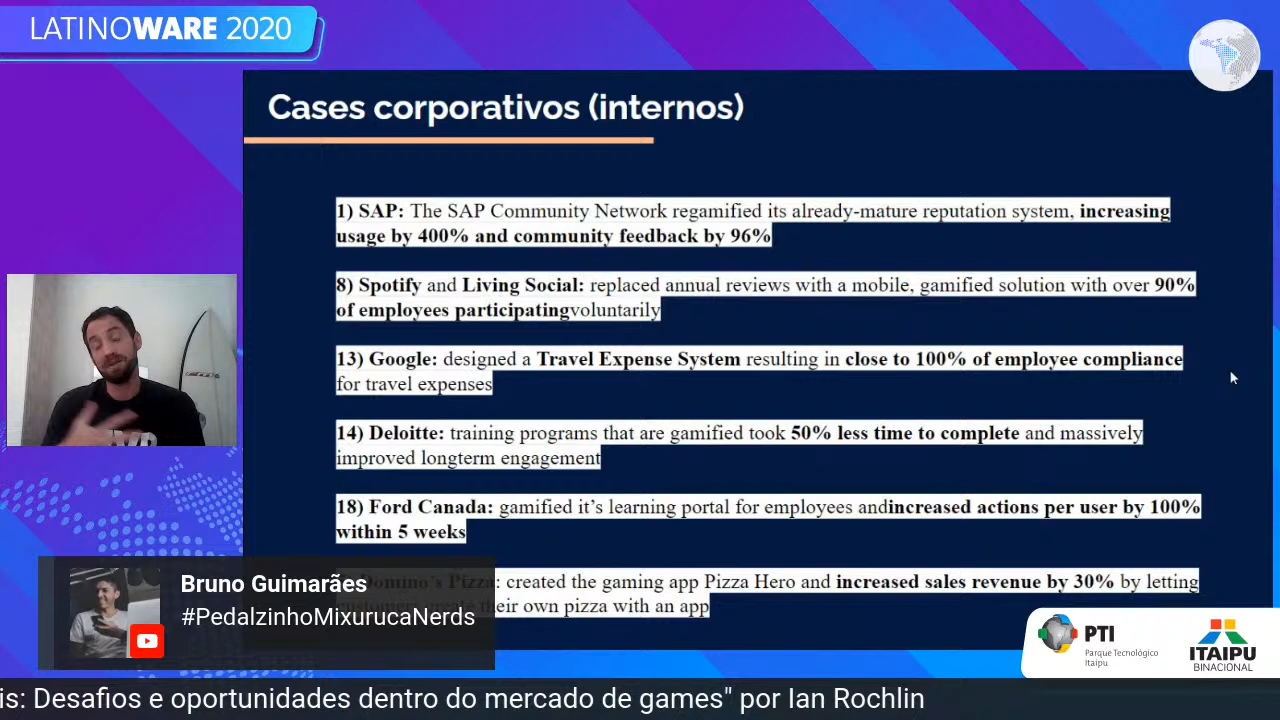 LATINOWARE 2020
Cases corporativos (internos)
1) SAP: The SAP Community Network regamified its already-mature reputation system, increasing
usage by 400% and community feedback by 96%
8) Spotify and Living Social: replaced annual reviews with a mobile, gamified solution with over 90%
of employees participatingvoluntarily
13) Google: designed a Travel Expense System resulting in close to 100% of employee compliance
for travel expenses
14) Deloitte: training programs that are gamified took 50% less time to complete and massively
improved longterm engagement
18) Ford Canada: gamified it's learning portal for employees andincreased actions per user by 100%
within 5 weeks
Domino's Pizza: created the gaming app Pizza Hero and increased sales revenue by 30% by letting
their own pizza with an app
Bruno Guimarães
#PedalzinhoMixurucaNerds
PTI
Parque Tecnológico
Itaipu
ITAIPU
BINACIONAL
is: Desafios e oportunidades dentro do mercado de games" por Ian Rochlin